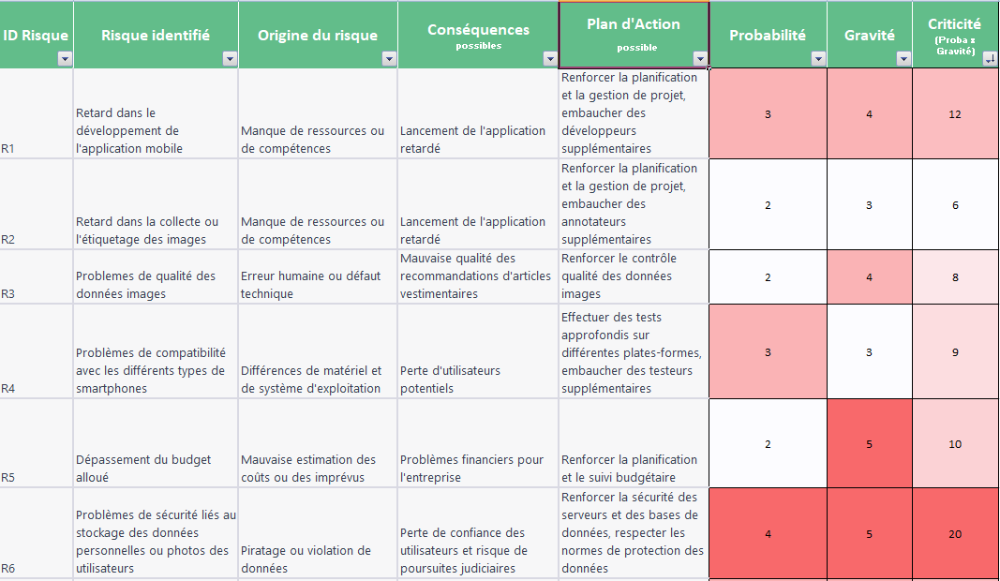 ID Risque
Risque identifié
Origine du risque
Conséquences
possibles
Plan d'Action
possible
Probabilité
Gravité
Criticité
(Proba x
Gravité)
R1
Retard dans le
développement de
l'application mobile
Manque de ressources ou
de compétences
Lancement de l'application
retardé
Renforcer la planification
et la gestion de projet,
embaucher des
développeurs
supplémentaires
3
4
12
R2
Retard dans la collecte ou
l'étiquetage des images
Manque de ressources ou
de compétences
Lancement de l'application
retardé
Renforcer la planification
et la gestion de projet,
embaucher des
annotateurs
supplémentaires
2
3
6
R3
Problemes de qualité des
données images
Erreur humaine ou défaut
technique
Mauvaise qualité des
recommandations d'articles
vestimentaires
Renforcer le contrôle
qualité des données
images
2
4
8
R4
Problèmes de compatibilité
avec les différents types de
smartphones
Différences de matériel et
de système d'exploitation
Perte d'utilisateurs
potentiels
Effectuer des tests
approfondis sur
différentes plates-formes,
embaucher des testeurs
supplémentaires
3
3
9
R5
Dépassement du budget
alloué
Mauvaise estimation des
coûts ou des imprévus
Problèmes financiers pour
l'entreprise
Renforcer la planification
et le suivi budgétaire
2
5
10
R6
Problèmes de sécurité liés au
stockage des données
personnelles ou photos des
utilisateurs
Piratage ou violation de
données
Perte de confiance des
utilisateurs et risque de
poursuites judiciaires
Renforcer la sécurité des
serveurs et des bases de
données, respecter les
normes de protection des
données
4
5
20